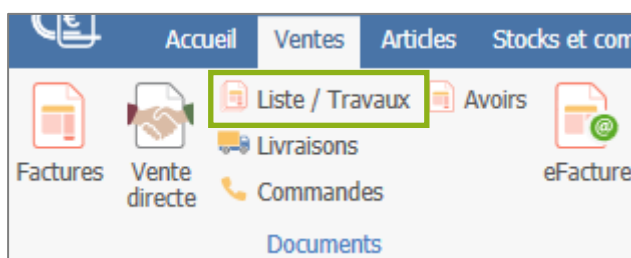 €
Accueil Ventes Articles Stocks et com
Liste / Travaux Avoirs
Livraisons
Factures Vente directe Commandes eFacture
@
Documents